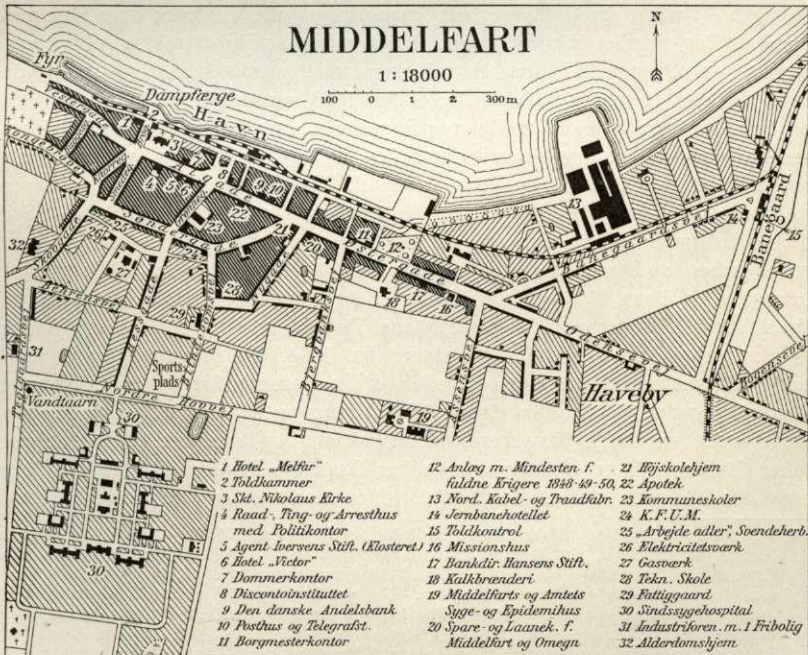 MIDDELFART
1 : 18000
100 0 1 2 300 m
N
Fyr
Dampfærge
Havn
Banegaard
Østergade
Odensevej
Haveby
Sports
plads
Vandtaarn
Nordre Hougvej
1 Hotel „Melfar"
2 Toldkammer
3 Skt. Nikolaus Kirke
4 Raad-, Ting- og Arresthus
med Politikontor
5 Agent Iversens Stift. (Klosteret)
6 Hotel „Victor"
7 Dommerkontor
8 Discontoinstituttet
9 Den danske Andelsbank
10 Posthus og Telegrafst.
11 Borgmesterkontor
12 Anlæg m. Mindesten f.
faldne Krigere 1848-49-50,
13 Nord. Kabel- og Traadfabr.
14 Jernbanehotellet
15 Toldkontrol
16 Missionshus
17 Bankdir. Hansens Stift.
18 Kalkbrænderi
19 Middelfarts og Amtets
Syge- og Epidemihus
20 Spare- og Laanek. f.
Middelfart og Omegn
21 Højskolehjem
22 Apotek
23 Kommuneskoler
24 K.F.U.M.
25 „Arbejde adler", Svendeherb.
26 Elektricitetsværk
27 Gasværk
28 Tekn. Skole
29 Fattiggaard
30 Sindssygehospital
31 Industriforen. m. 1 Fribolig
32 Alderdomshjem